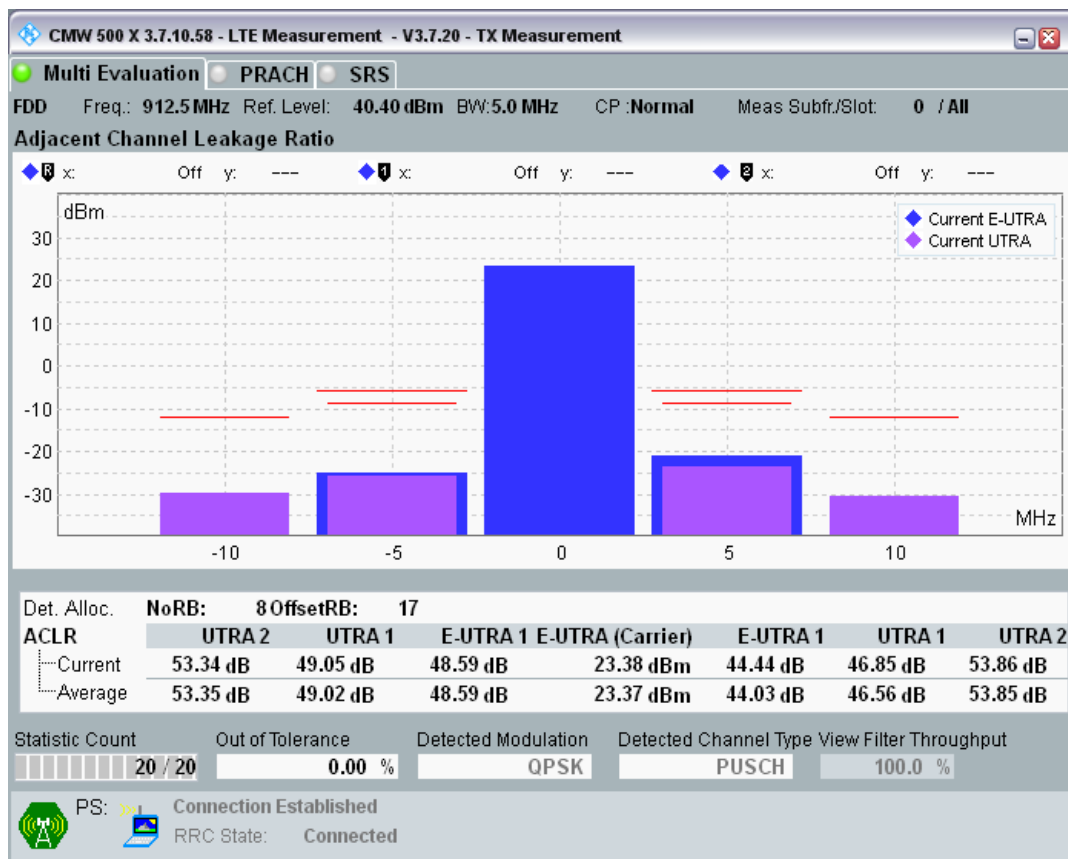 CMW 500 X 3.7.10.58 - LTE Measurement - V3.7.20 - TX Measurement
Multi Evaluation PRACH SRS
FDD Freq.: 912.5 MHz Ref. Level: 40.40 dBm BW:5.0 MHz CP :Normal Meas Subfr./Slot: 0 / All
Adjacent Channel Leakage Ratio
R x: Off y: --- 1 x: Off y: --- 2 x: Off y: ---
dBm
Current E-UTRA
Current UTRA
30
20
10
0
-10
-20
-30
MHz
-10 -5 0 5 10
Det. Alloc. NoRB: 8 OffsetRB: 17
ACLR UTRA 2 UTRA 1 E-UTRA 1 E-UTRA (Carrier) E-UTRA 1 UTRA 1 UTRA 2
Current 53.34 dB 49.05 dB 48.59 dB 23.38 dBm 44.44 dB 46.85 dB 53.86 dB
Average 53.35 dB 49.02 dB 48.59 dB 23.37 dBm 44.03 dB 46.56 dB 53.85 dB
Statistic Count Out of Tolerance Detected Modulation Detected Channel Type View Filter Throughput
20 / 20 0.00 % QPSK PUSCH 100.0 %
PS: Connection Established
RRC State: Connected